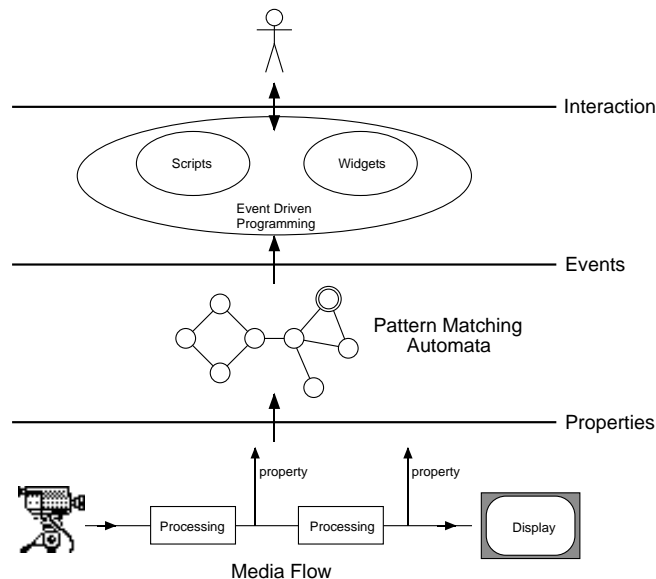 Interaction
Scripts
Widgets
Event Driven
Programming
Events
Pattern Matching
Automata
Properties
property
property
Processing
Processing
Display
Media Flow